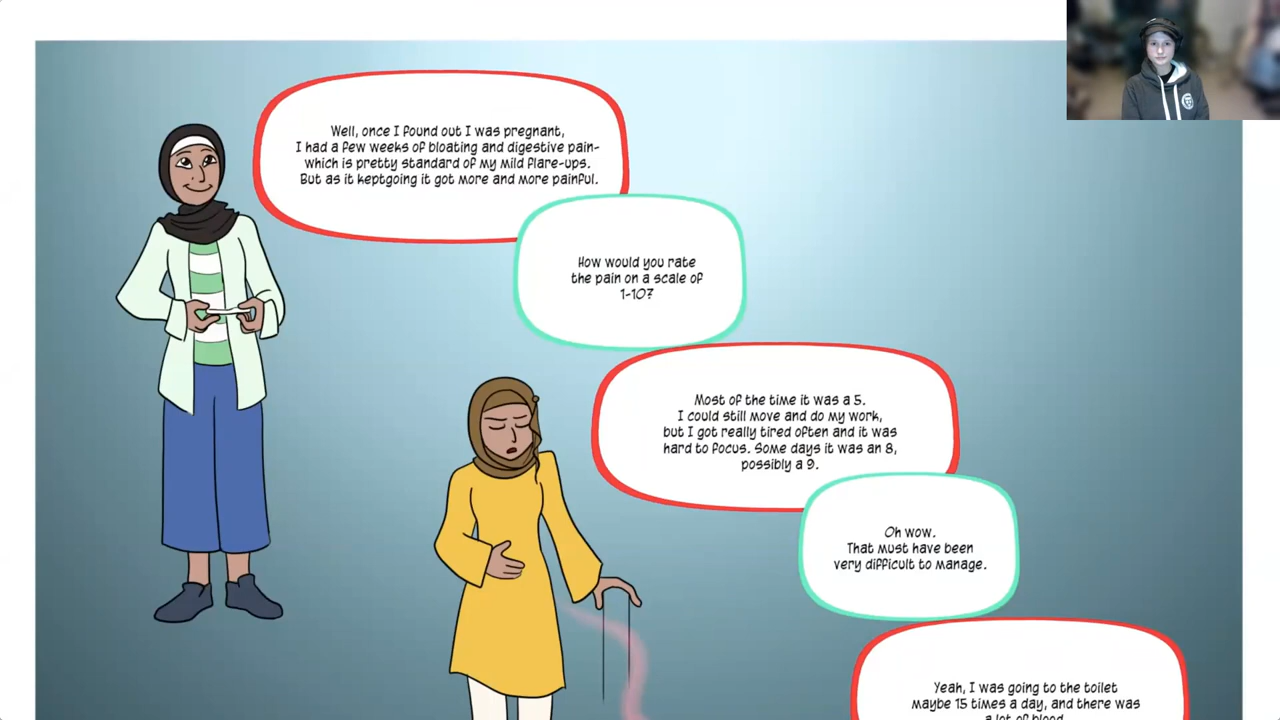 Well, once I found out I was pregnant,
I had a few weeks of bloating and digestive pain-
which is pretty standard of my mild flare-ups.
But as it keptgoing it got more and more painful.
How would you rate
the pain on a scale of
1-10?
Most of the time it was a 5.
I could still move and do my work,
but I got really tired often and it was
hard to focus. Some days it was an 8,
possibly a 9.
Oh wow.
That must have been
very difficult to manage.
Yeah, I was going to the toilet
maybe 15 times a day, and there was
a lot of blood